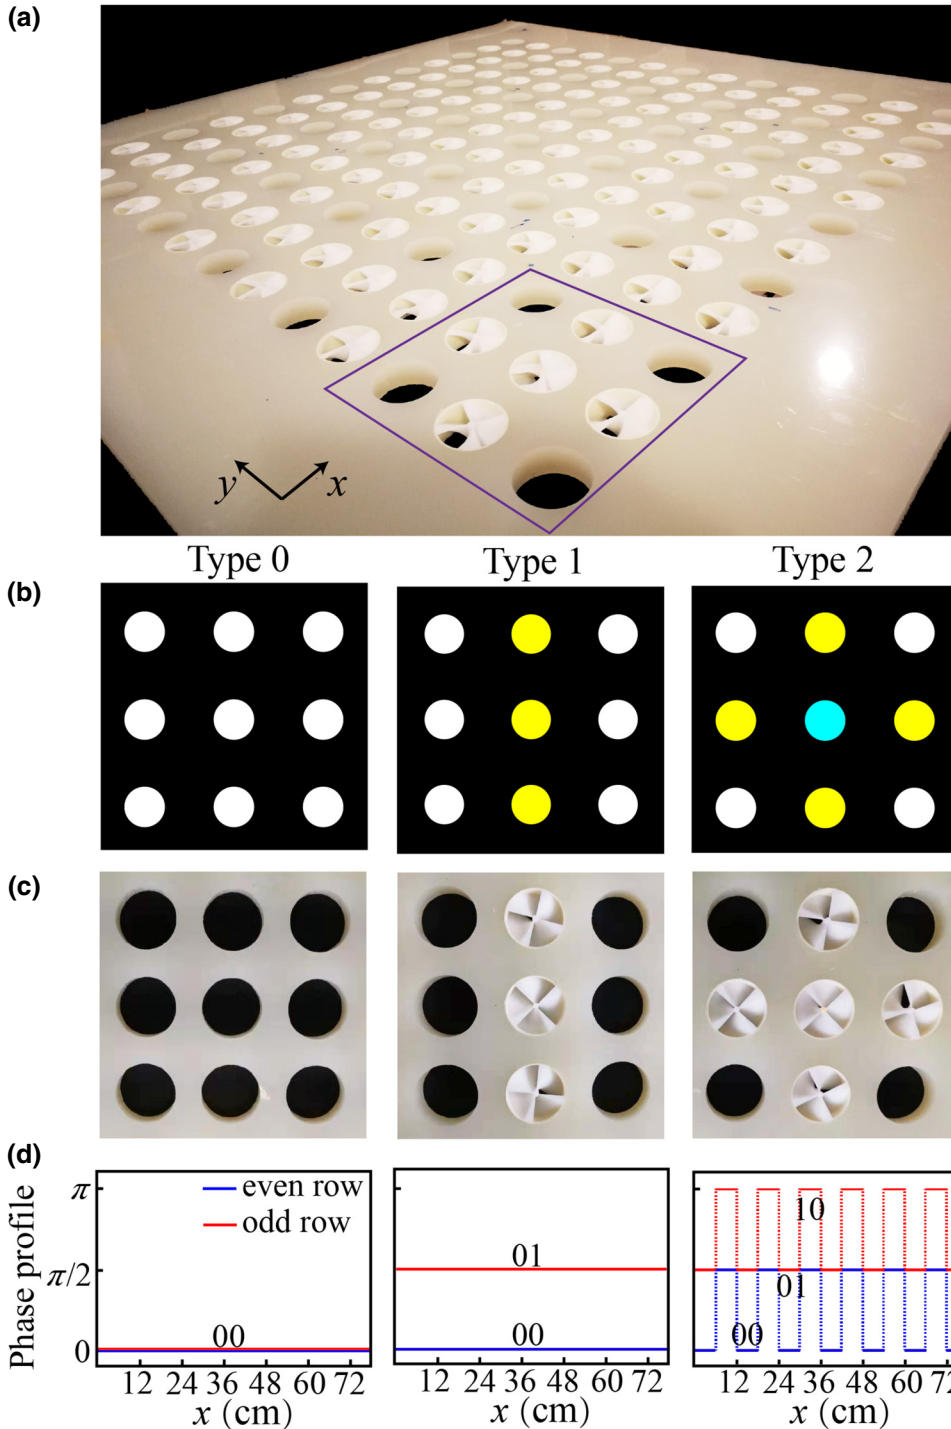 (a)
y x
Type 0 Type 1 Type 2
(b)
(c)
(d)
Phase profile
π
π/2
0
even row
odd row
00
01
00
10
01
00
12 24 36 48 60 72
12 24 36 48 60 72
12 24 36 48 60
x (cm) x (cm) x (cm)